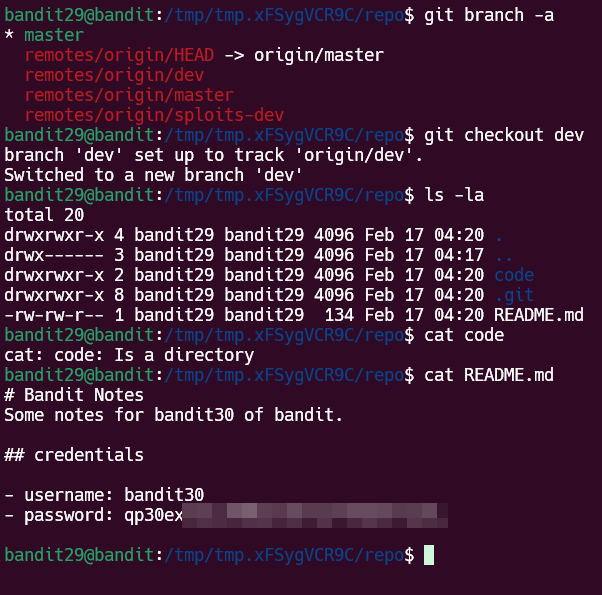 bandit29@bandit:/tmp/tmp.xFSygVCR9C/repo$ git branch -a
* master
  remotes/origin/HEAD -> origin/master
  remotes/origin/dev
  remotes/origin/master
  remotes/origin/sploits-dev
bandit29@bandit:/tmp/tmp.xFSygVCR9C/repo$ git checkout dev
branch 'dev' set up to track 'origin/dev'.
Switched to a new branch 'dev'
bandit29@bandit:/tmp/tmp.xFSygVCR9C/repo$ ls -la
total 20
drwxrwxr-x 4 bandit29 bandit29 4096 Feb 17 04:20 .
drwx------ 3 bandit29 bandit29 4096 Feb 17 04:17 ..
drwxrwxr-x 2 bandit29 bandit29 4096 Feb 17 04:20 code
drwxrwxr-x 8 bandit29 bandit29 4096 Feb 17 04:20 .git
-rw-rw-r-- 1 bandit29 bandit29  134 Feb 17 04:20 README.md
bandit29@bandit:/tmp/tmp.xFSygVCR9C/repo$ cat code
cat: code: Is a directory
bandit29@bandit:/tmp/tmp.xFSygVCR9C/repo$ cat README.md
# Bandit Notes
Some notes for bandit30 of bandit.

## credentials

- username: bandit30
- password: qp30ex

bandit29@bandit:/tmp/tmp.xFSygVCR9C/repo$